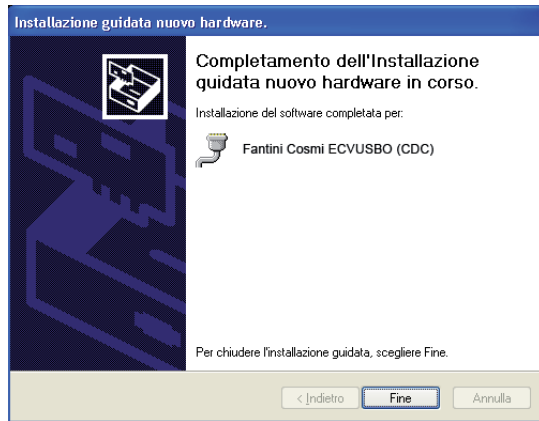 Installazione guidata nuovo hardware.
Completamento dell'Installazione
guidata nuovo hardware in corso.
Installazione del software completata per:
Fantini Cosmi ECVUSBO (CDC)
Per chiudere l'installazione guidata, scegliere Fine.
< Indietro Fine Annulla